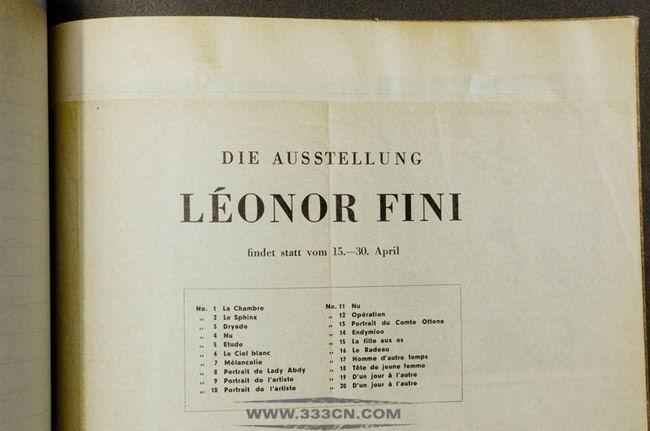 DIE AUSSTELLUNG
LÉONOR FINI
findet statt vom 15.—30. April
No. 1 La Chambre
„ 2 Le Sphinx
„ 3 Dryade
„ 4 Nu
„ 5 Etude
„ 6 Le Ciel blanc
„ 7 Mélancolie
„ 8 Portrait de Lady Abdy
„ 9 Portrait de l'artiste
„ 10 Portrait de l'artiste
No. 11 Nu
„ 12 Opération
„ 13 Portrait du Comte Ottone
„ 14 Endymion
„ 15 La fille aux os
„ 16 Le Radeau
„ 17 Homme d'autre temps
„ 18 Tête de jeune femme
„ 19 D'un jour à l'autre
„ 20 D'un jour à l'autre
WWW.333CN.COM